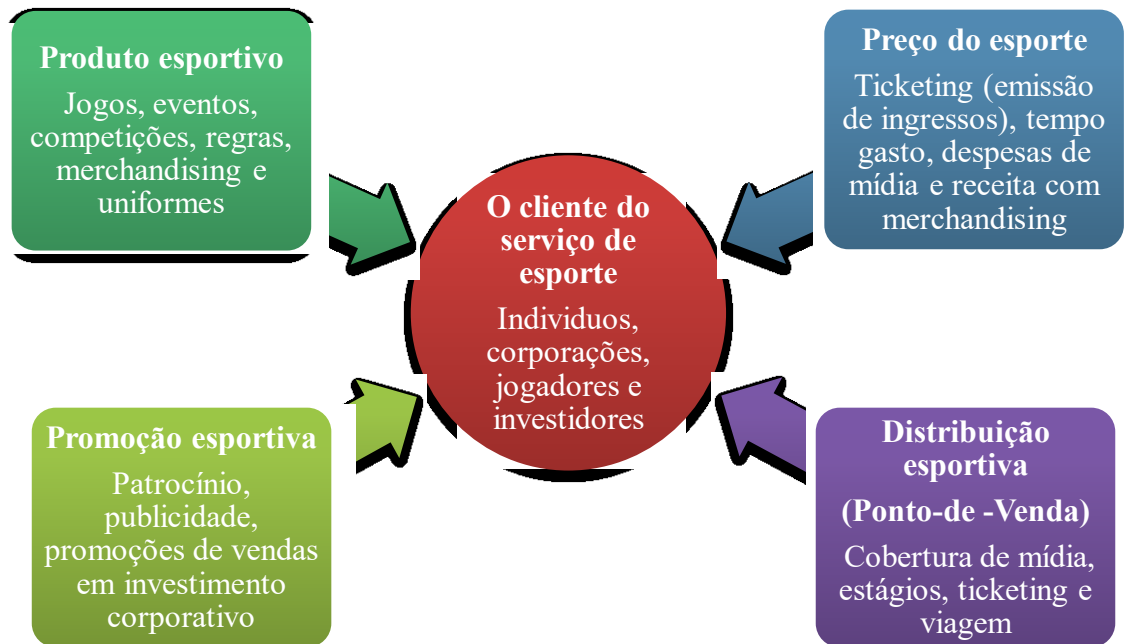 Produto esportivo
Jogos, eventos,
competições, regras,
merchandising e
uniformes
Preço do esporte
Ticketing (emissão
de ingressos), tempo
gasto, despesas de
mídia e receita com
merchandising
O cliente do
serviço de
esporte
Individuos,
corporações,
jogadores e
investidores
Promoção esportiva
Patrocínio,
publicidade,
promoções de vendas
em investimento
corporativo
Distribuição
esportiva
(Ponto-de -Venda)
Cobertura de mídia,
estágios, ticketing e
viagem